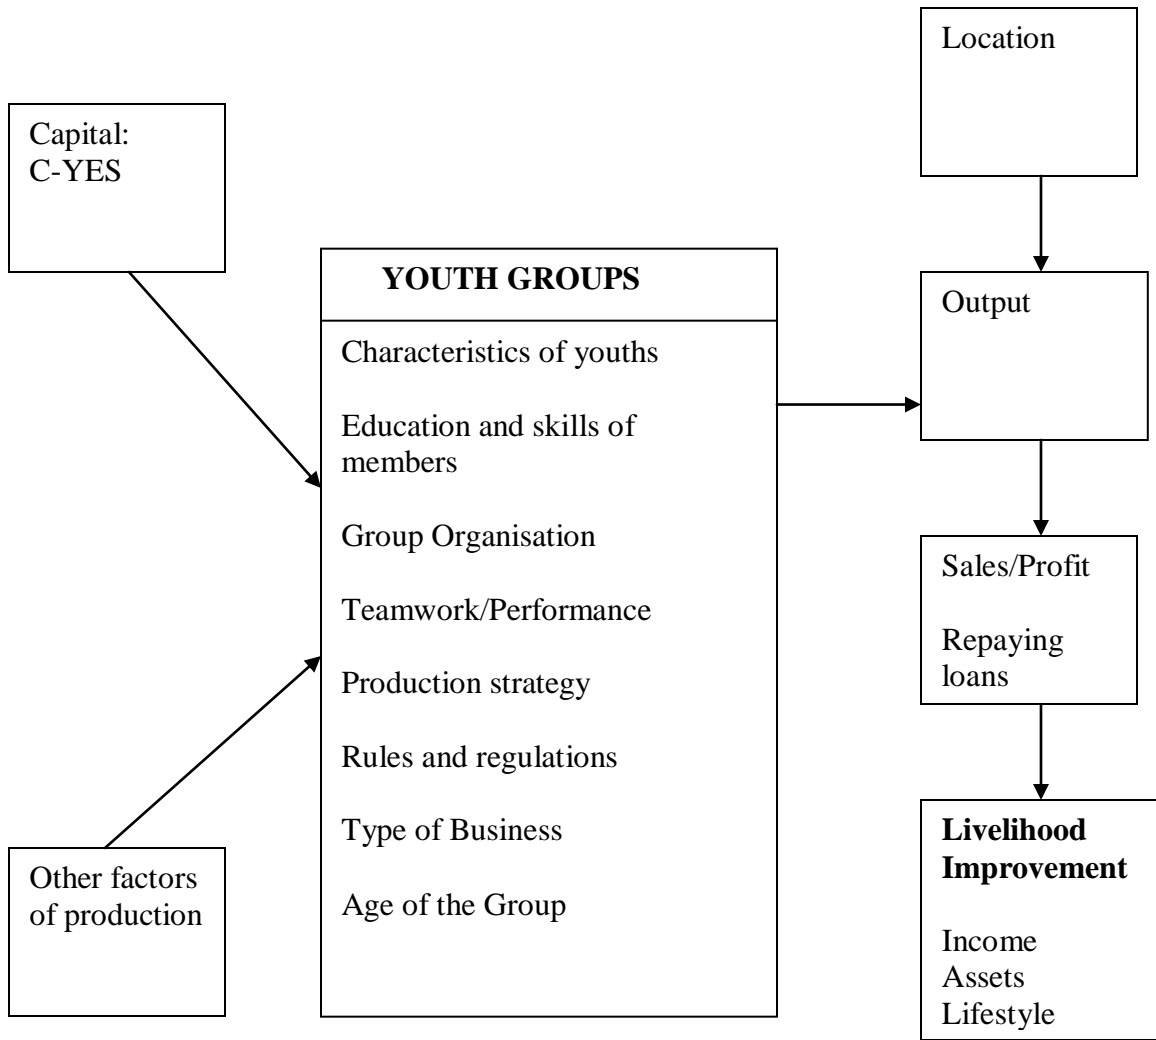 Location
Capital:
C-YES
YOUTH GROUPS
Characteristics of youths
Education and skills of
members
Group Organisation
Teamwork/Performance
Production strategy
Rules and regulations
Type of Business
Age of the Group
Other factors
of production
Output
Sales/Profit
Repaying
loans
Livelihood
Improvement
Income
Assets
Lifestyle